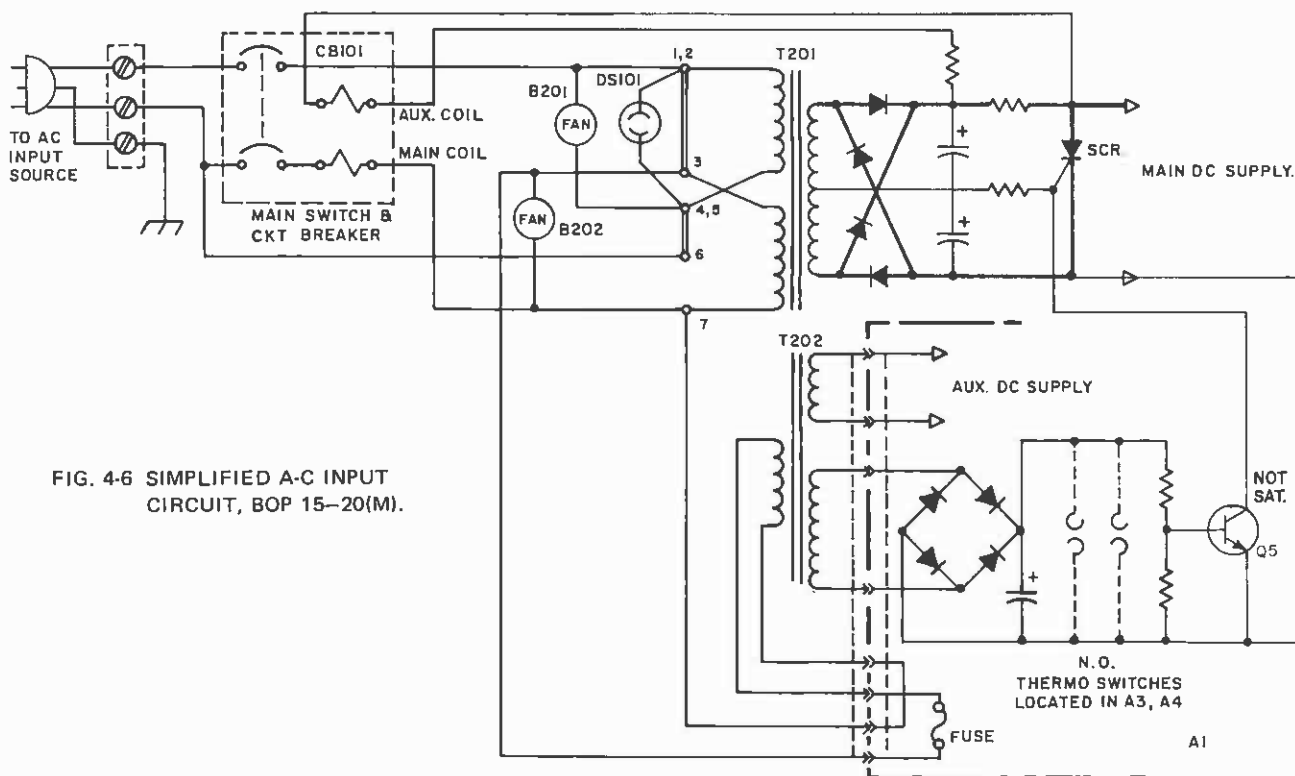 CB101
AUX. COIL
MAIN COIL
MAIN SWITCH &
CKT BREAKER
TO AC
INPUT
SOURCE
B201
FAN
DS101
1,2
3
4,5
6
7
FAN
B202
T201
+
+
SCR
MAIN DC SUPPLY.
T202
AUX. DC SUPPLY
+
NOT
SAT.
Q5
N.O.
THERMO SWITCHES
LOCATED IN A3, A4
FUSE
A1
FIG. 4-6 SIMPLIFIED A-C INPUT
CIRCUIT, BOP 15–20(M).